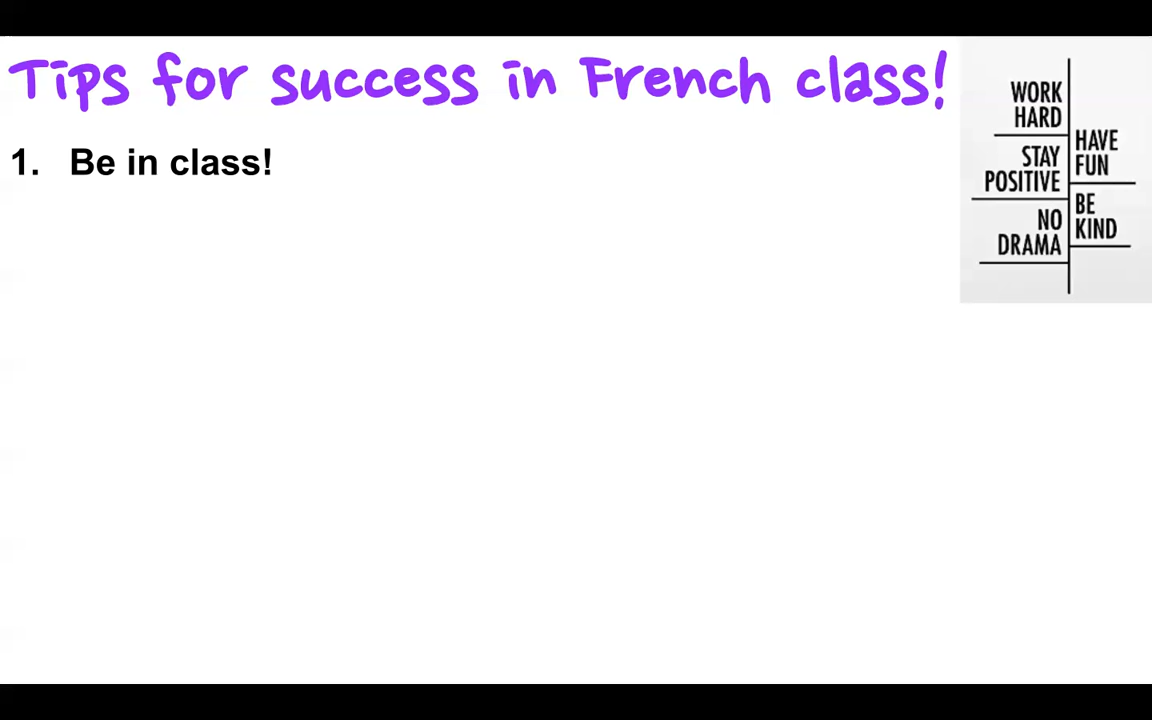 Tips for success in French class!
1. Be in class!
WORK
HARD
HAVE
FUN
STAY
POSITIVE
BE
KIND
NO
DRAMA